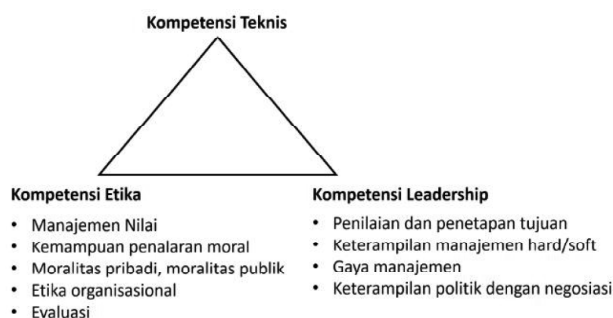 Kompetensi Teknis
Kompetensi Etika
• Manajemen Nilai
• Kemampuan penalaran moral
• Moralitas pribadi, moralitas publik
• Etika organisasional
• Evaluasi
Kompetensi Leadership
• Penilaian dan penetapan tujuan
• Keterampilan manajemen hard/soft
• Gaya manajemen
• Keterampilan politik dengan negosiasi